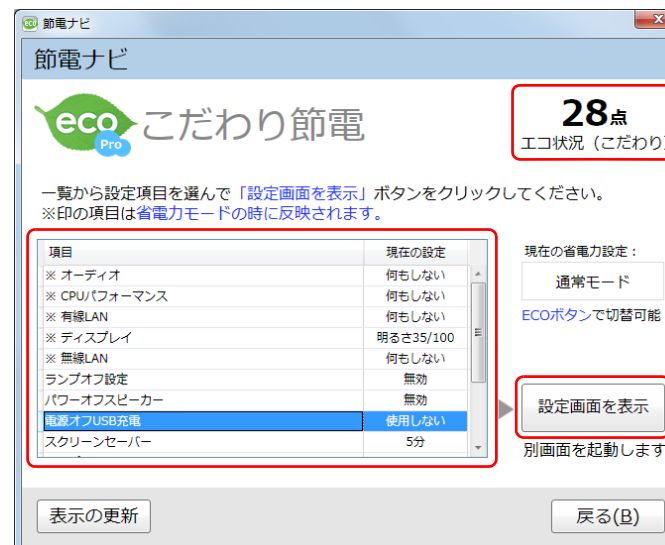 eco 節電ナビ
x
節電ナビ
eco Pro こだわり節電
28点
エコ状況（こだわり
一覧から設定項目を選んで「設定画面を表示」ボタンをクリックしてください。
※印の項目は省電力モードの時に反映されます。
項目 現在の設定
※ オーディオ 何もしない
※ CPUパフォーマンス 何もしない
※ 有線LAN 何もしない
※ ディスプレイ 明るさ35/100
※ 無線LAN 何もしない
ランプオフ設定 無効
パワーオフスピーカー 無効
電源オフUSB充電 使用しない
スクリーンセーバー 5分
現在の省電力設定：
通常モード
ECOボタンで切替可能
設定画面を表示
別画面を起動します
表示の更新
戻る(B)